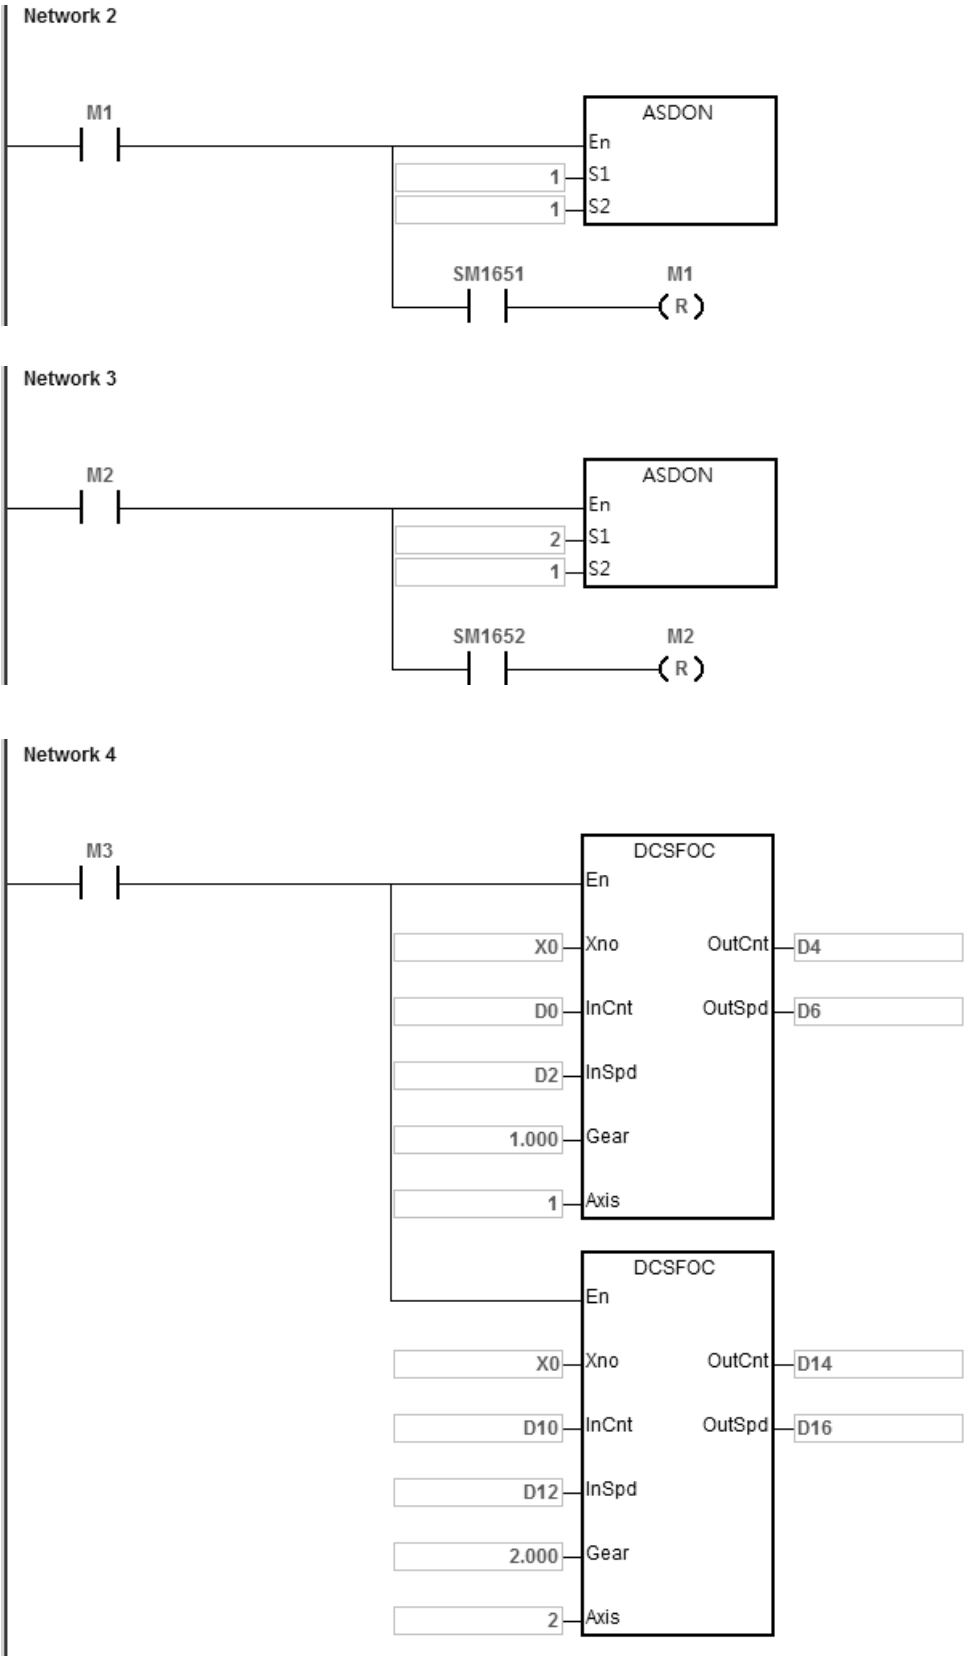 Network 2
M1
ASDON
En
1 S1
1 S2
SM1651 M1
R
Network 3
M2
ASDON
En
2 S1
1 S2
SM1652 M2
R
Network 4
M3
DCSFOC
En
X0 Xno OutCnt D4
D0 InCnt OutSpd D6
D2 InSpd
1.000 Gear
1 Axis
DCSFOC
En
X0 Xno OutCnt D14
D10 InCnt OutSpd D16
D12 InSpd
2.000 Gear
2 Axis